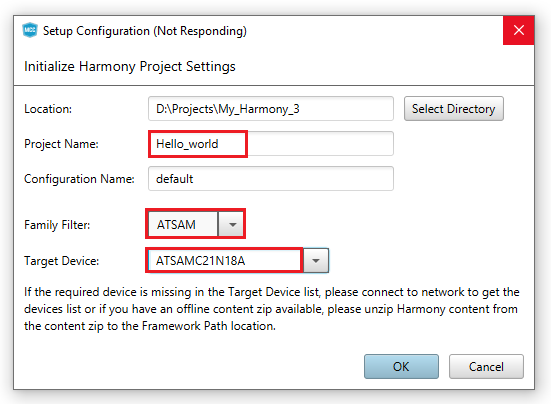 MCC Setup Configuration (Not Responding)
Initialize Harmony Project Settings
Location: D:\Projects\My_Harmony_3 Select Directory
Project Name: Hello_world
Configuration Name: default
Family Filter: ATSAM
Target Device: ATSAMC21N18A
If the required device is missing in the Target Device list, please connect to network to get the
devices list or if you have an offline content zip available, please unzip Harmony content from
the content zip to the Framework Path location.
OK Cancel